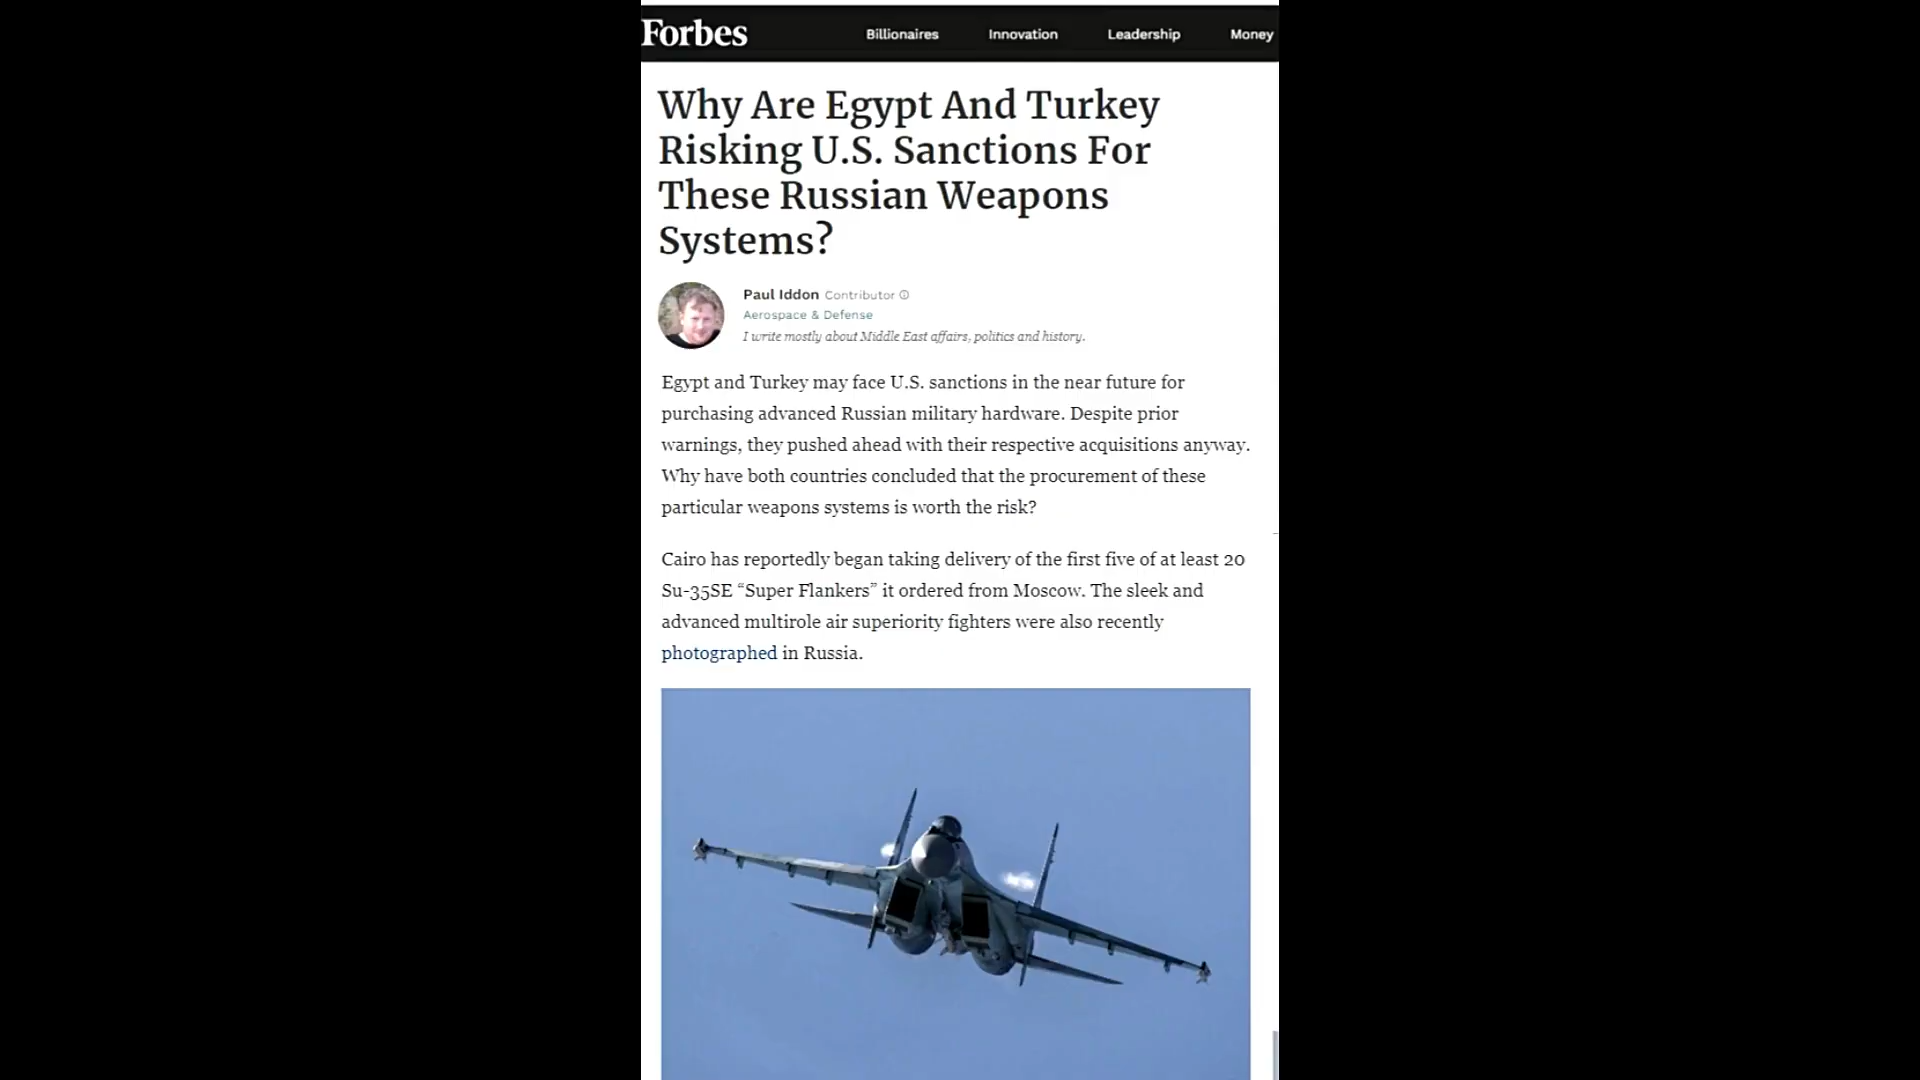 Forbes
Billionaires Innovation Leadership Money
Why Are Egypt And Turkey
Risking U.S. Sanctions For
These Russian Weapons
Systems?
Paul Iddon Contributor
Aerospace & Defense
I write mostly about Middle East affairs, politics and history.
Egypt and Turkey may face U.S. sanctions in the near future for
purchasing advanced Russian military hardware. Despite prior
warnings, they pushed ahead with their respective acquisitions anyway.
Why have both countries concluded that the procurement of these
particular weapons systems is worth the risk?
Cairo has reportedly began taking delivery of the first five of at least 20
Su-35SE “Super Flankers” it ordered from Moscow. The sleek and
advanced multirole air superiority fighters were also recently
photographed in Russia.